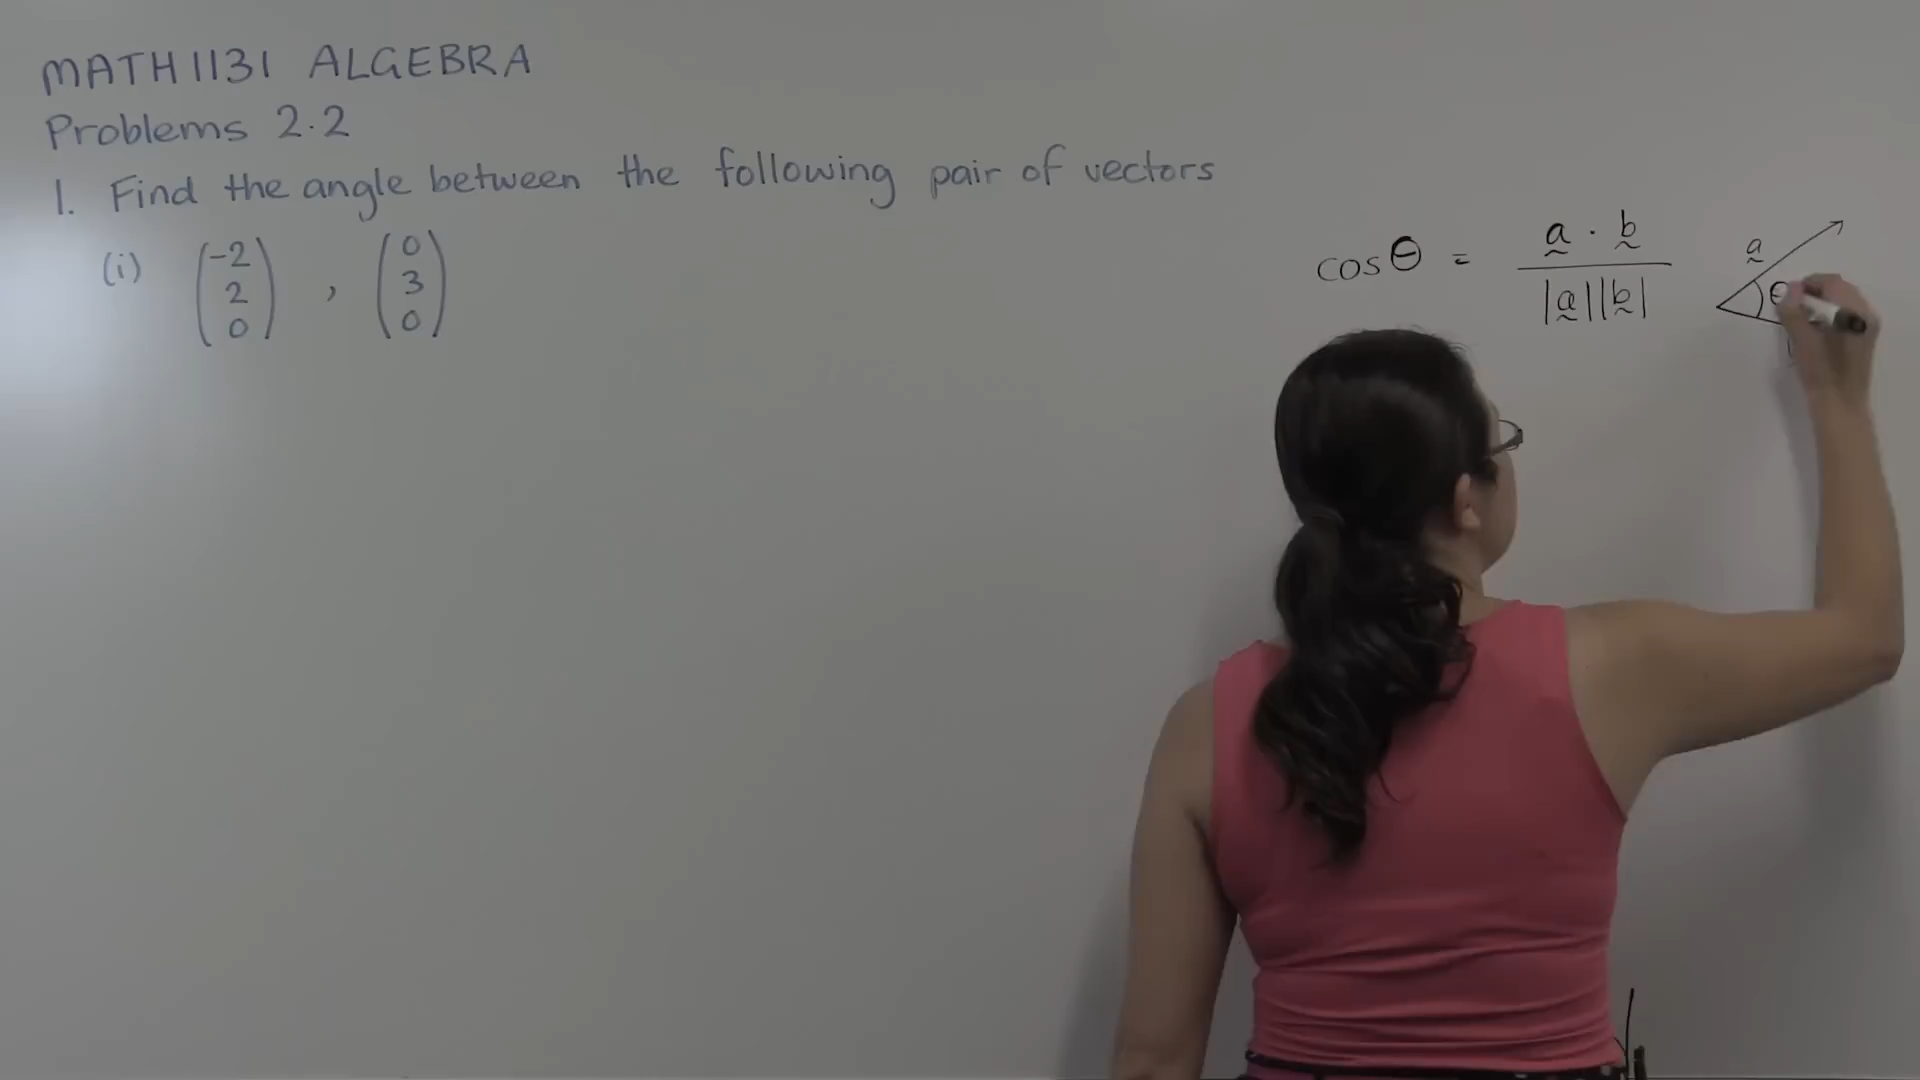 MATH1131 ALGEBRA
Problems 2.2
1. Find the angle between the following pair of vectors
(i) (-2 2 0) , (0 3 0)
cos θ = a · b / |a||b|
a
θ